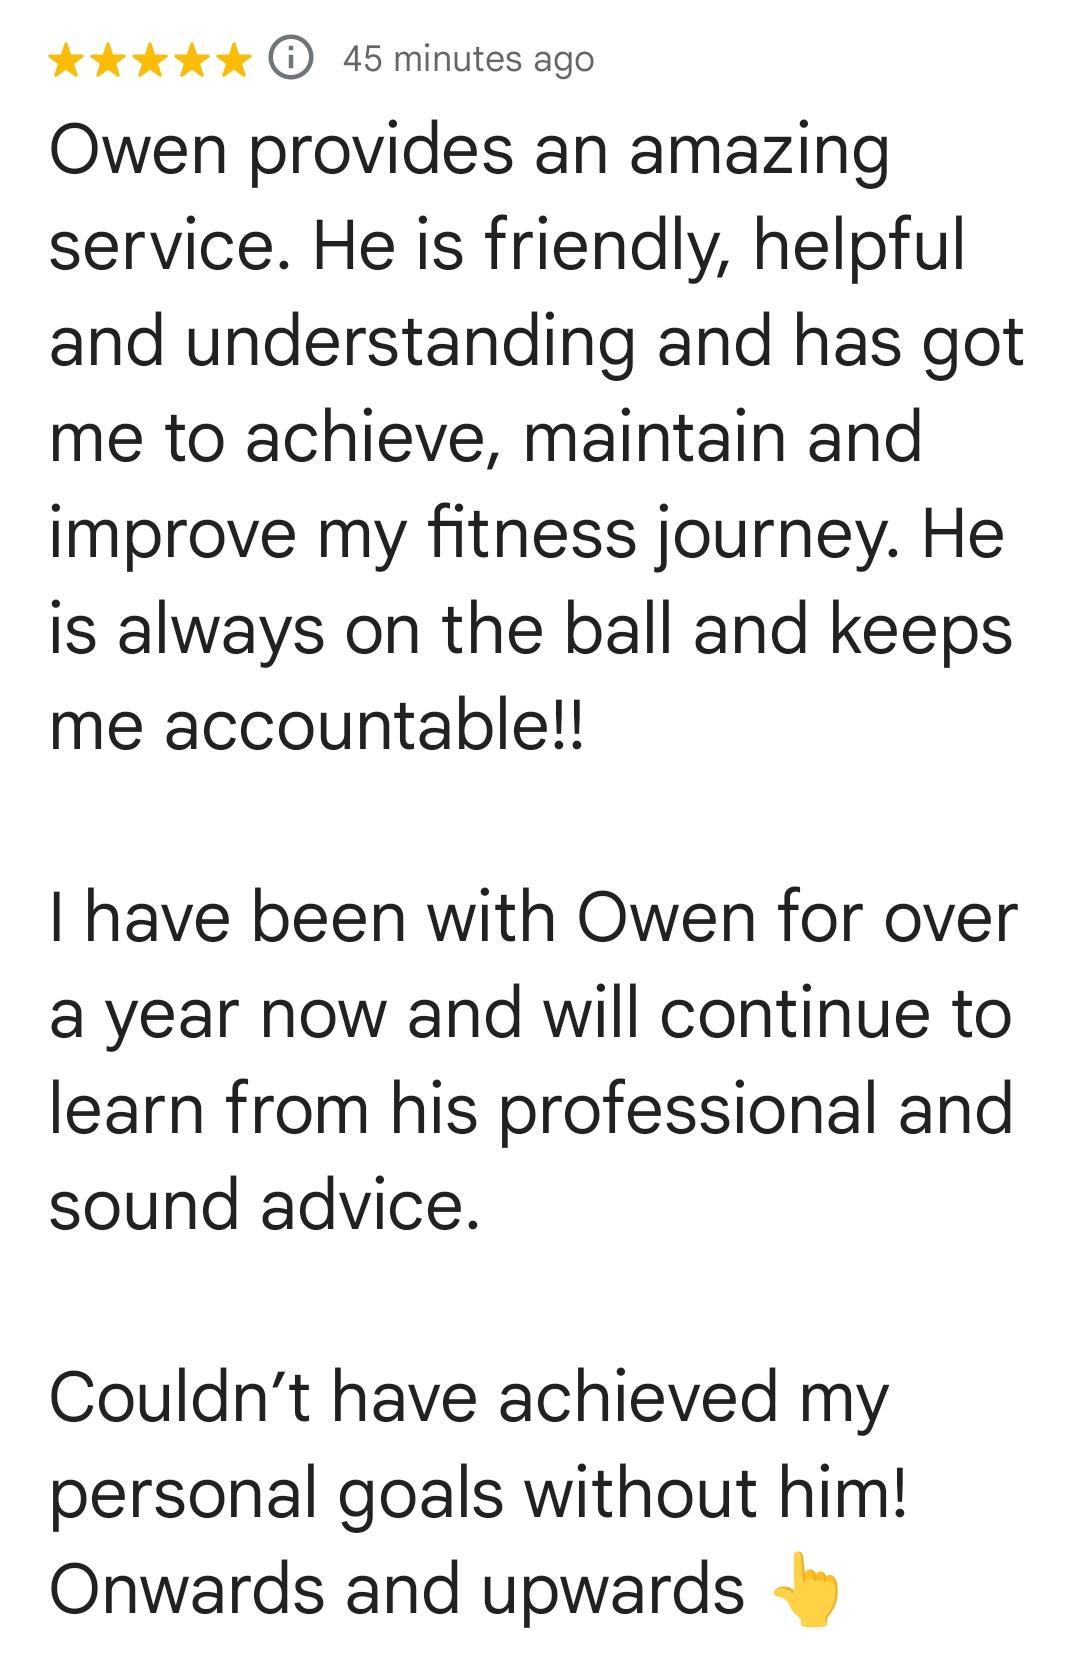 45 minutes ago
Owen provides an amazing
service. He is friendly, helpful
and understanding and has got
me to achieve, maintain and
improve my fitness journey. He
is always on the ball and keeps
me accountable!!
I have been with Owen for over
a year now and will continue to
learn from his professional and
sound advice.
Couldn’t have achieved my
personal goals without him!
Onwards and upwards 👆